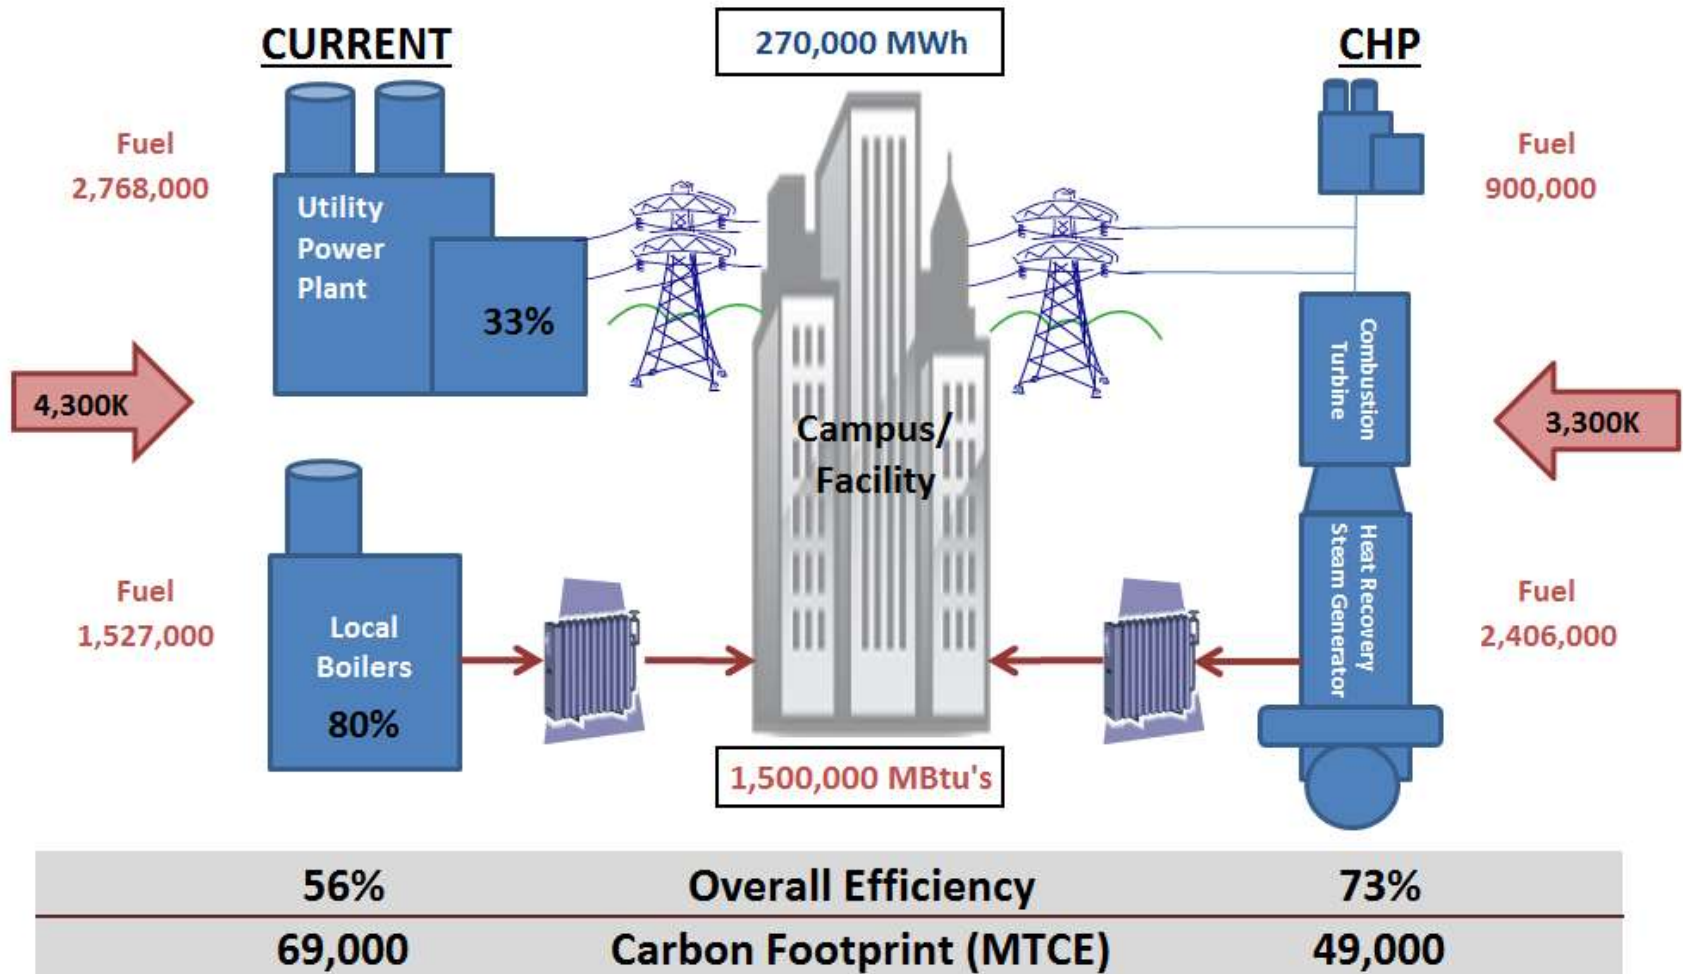 CURRENT
270,000 MWh
CHP
Fuel
2,768,000
Utility
Power
Plant
33%
Fuel
900,000
4,300K
Campus/
Facility
Combustion
Turbine
3,300K
Fuel
1,527,000
Local
Boilers
80%
Heat Recovery
Steam Generator
Fuel
2,406,000
1,500,000 MBtu's
56% Overall Efficiency 73%
69,000 Carbon Footprint (MTCE) 49,000